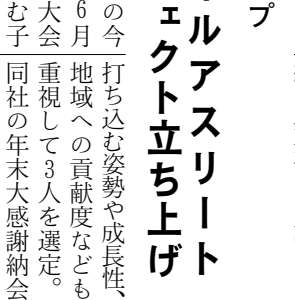 プ
ルアスリート
ェクト立ち上げ
の今
6月
大会
む子
打ち込む姿勢や成長性、
地域への貢献度なども
重視して3人を選定。
同社の年末大感謝納会